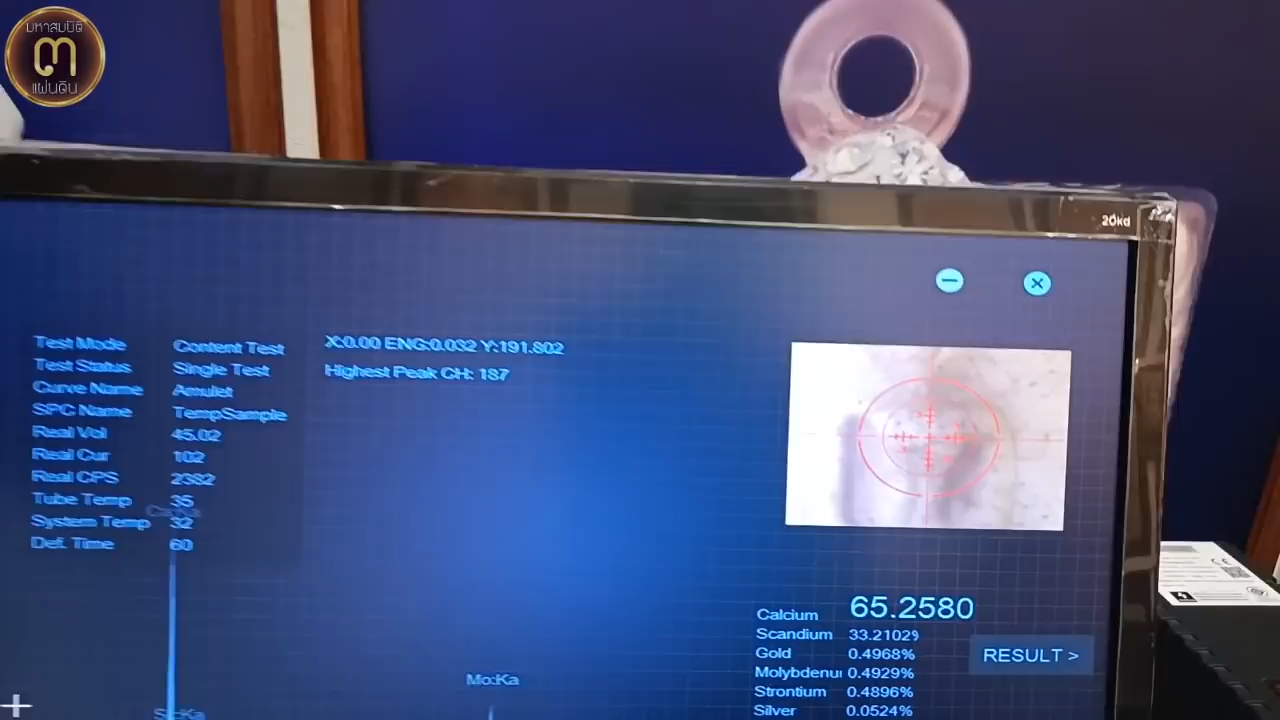 มหาสมบัติ
๓
แผ่นดิน
20kd
Test Mode Content Test
Test Status Single Test
Curve Name Amulet
SPC Name TempSample
Real Vol 45.02
Real Cur 102
Real CPS 2382
Tube Temp 35
System Temp 32
Def. Time 60
X:0.00 ENG:0.032 Y:191.802
Highest Peak CH: 187
Mo:Ka
Calcium 65.2580
Scandium 33.2102%
Gold 0.4968%
Molybdenu 0.4929%
Strontium 0.4896%
Silver 0.0524%
RESULT >